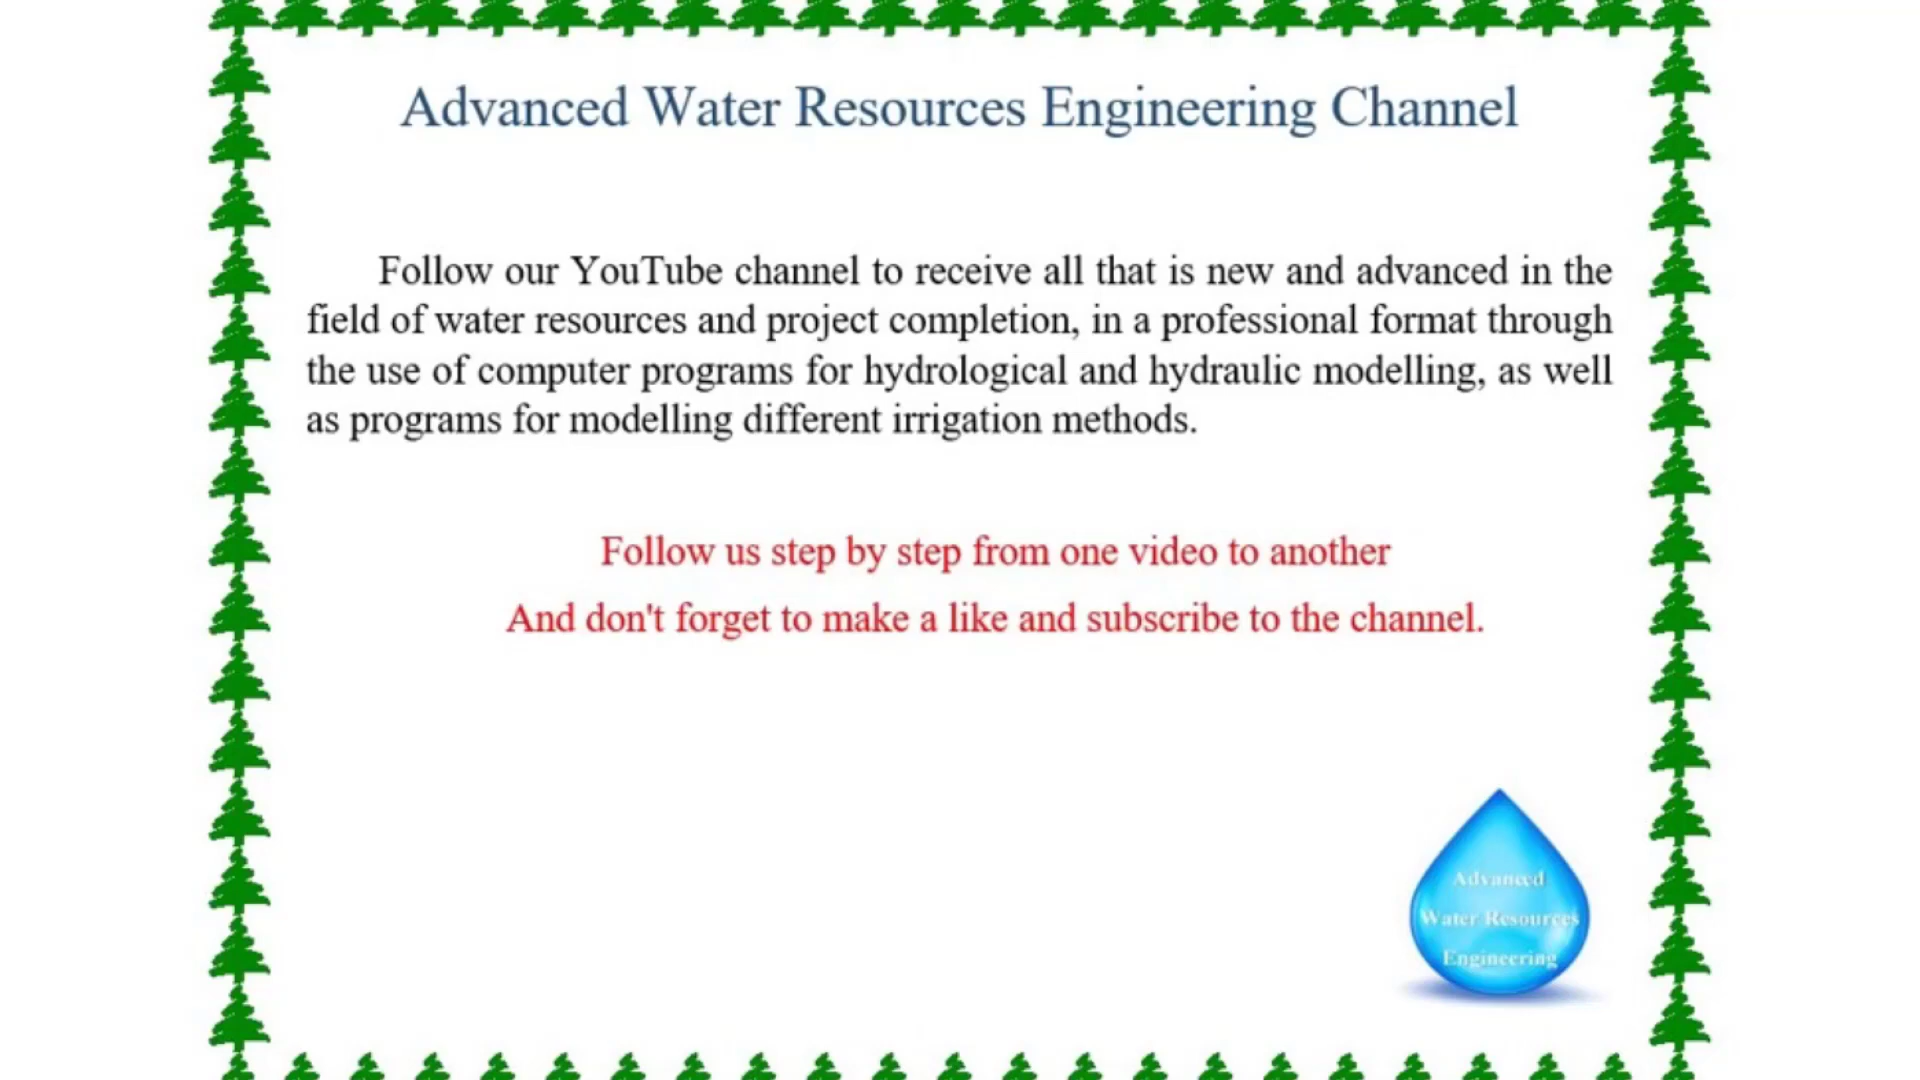 Advanced Water Resources Engineering Channel
Follow our YouTube channel to receive all that is new and advanced in the
field of water resources and project completion, in a professional format through
the use of computer programs for hydrological and hydraulic modelling, as well
as programs for modelling different irrigation methods.
Follow us step by step from one video to another
And don't forget to make a like and subscribe to the channel.
Advanced
Water Resources
Engineering